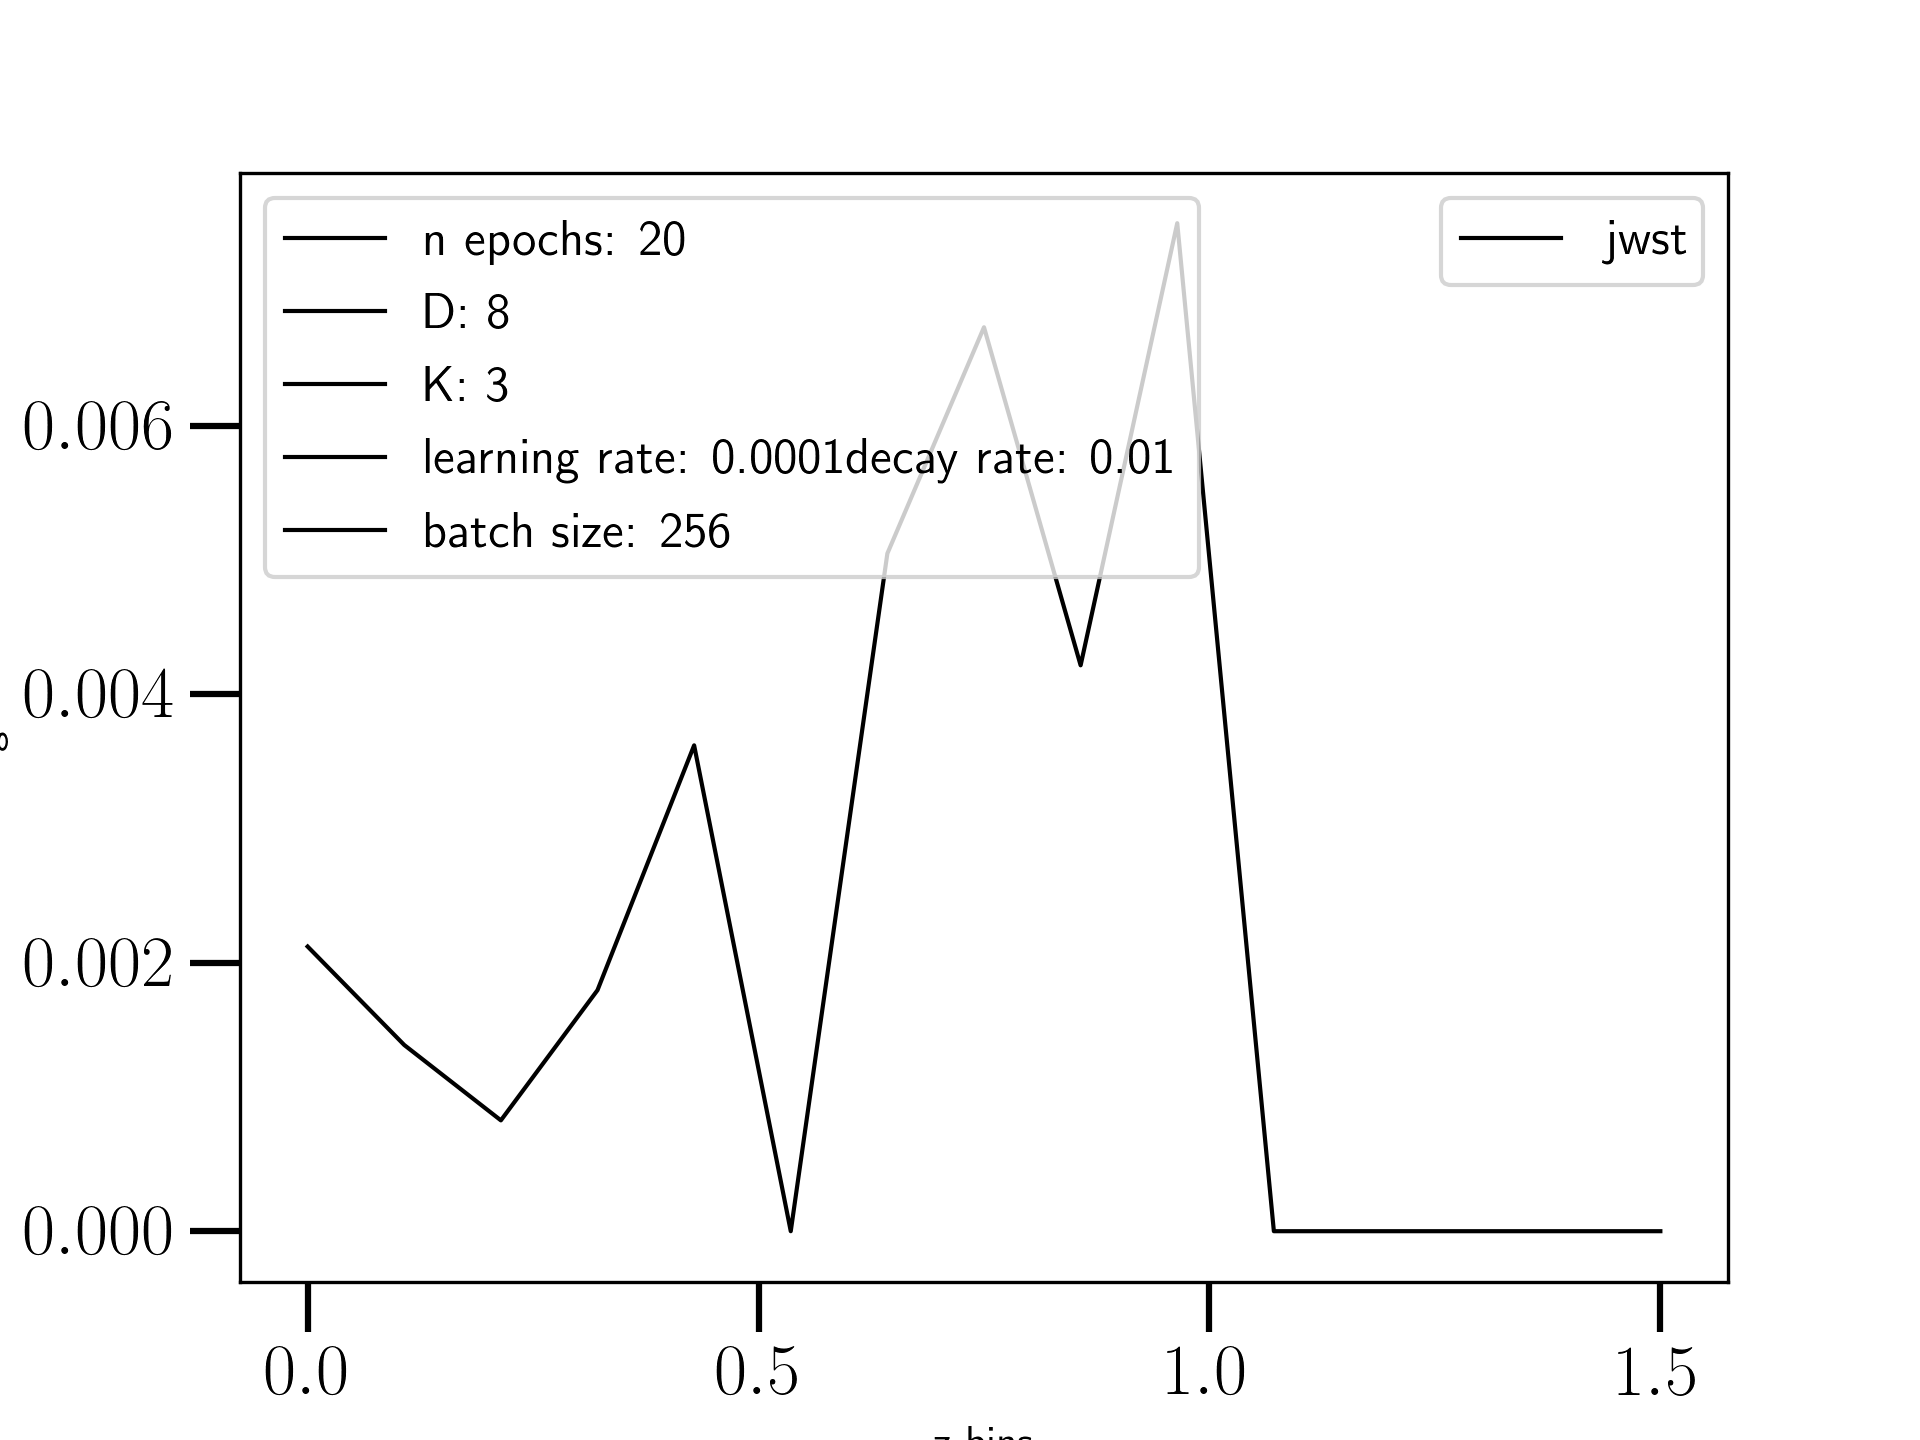 n epochs: 20
D: 8
K: 3
learning rate: 0.0001decay rate: 0.01
batch size: 256
jwst
0.006
0.004
0.002
0.000
0.0 0.5 1.0 1.5
z bins